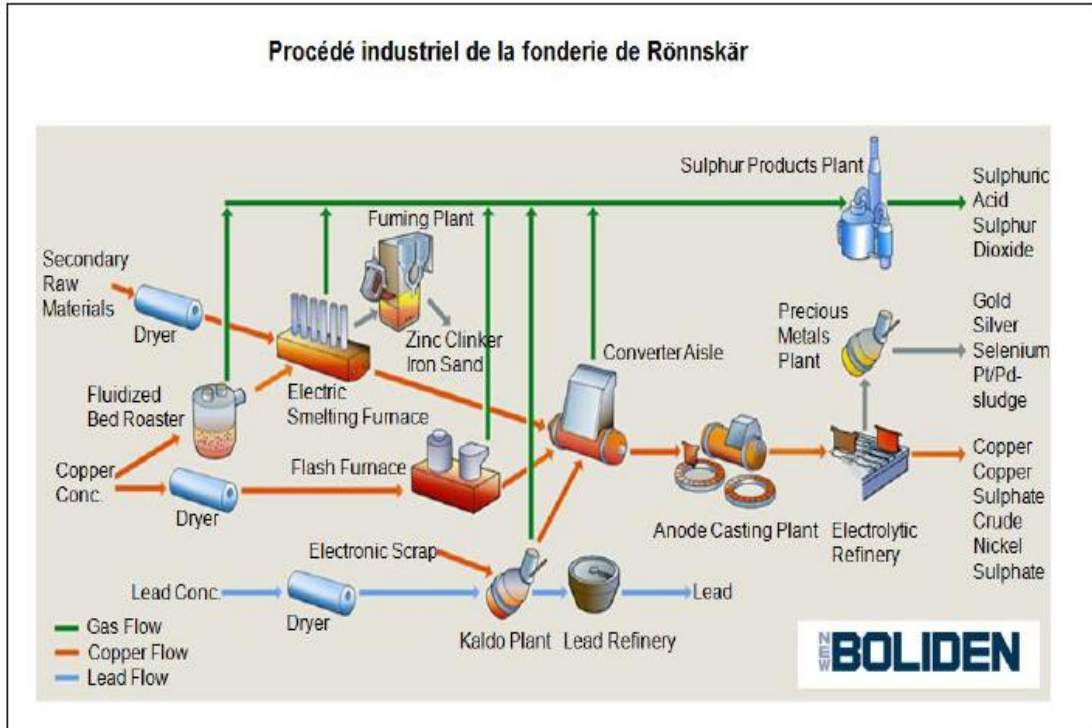 Procédé industriel de la fonderie de Rönnskär
Sulphur Products Plant
Sulphuric
Acid
Sulphur
Dioxide
Fuming Plant
Secondary
Raw
Materials
Dryer
Zinc Clinker
Iron Sand
Precious
Metals
Plant
Gold
Silver
Selenium
Pt/Pd-
sludge
Converter Aisle
Fluidized
Bed Roaster
Electric
Smelting Furnace
Copper
Conc.
Dryer
Flash Furnace
Anode Casting Plant
Electrolytic
Refinery
Copper
Copper
Sulphate
Crude
Nickel
Sulphate
Electronic Scrap
Lead Conc.
Dryer
Kaldo Plant
Lead Refinery
Lead
Gas Flow
Copper Flow
Lead Flow
NEW BOLIDEN